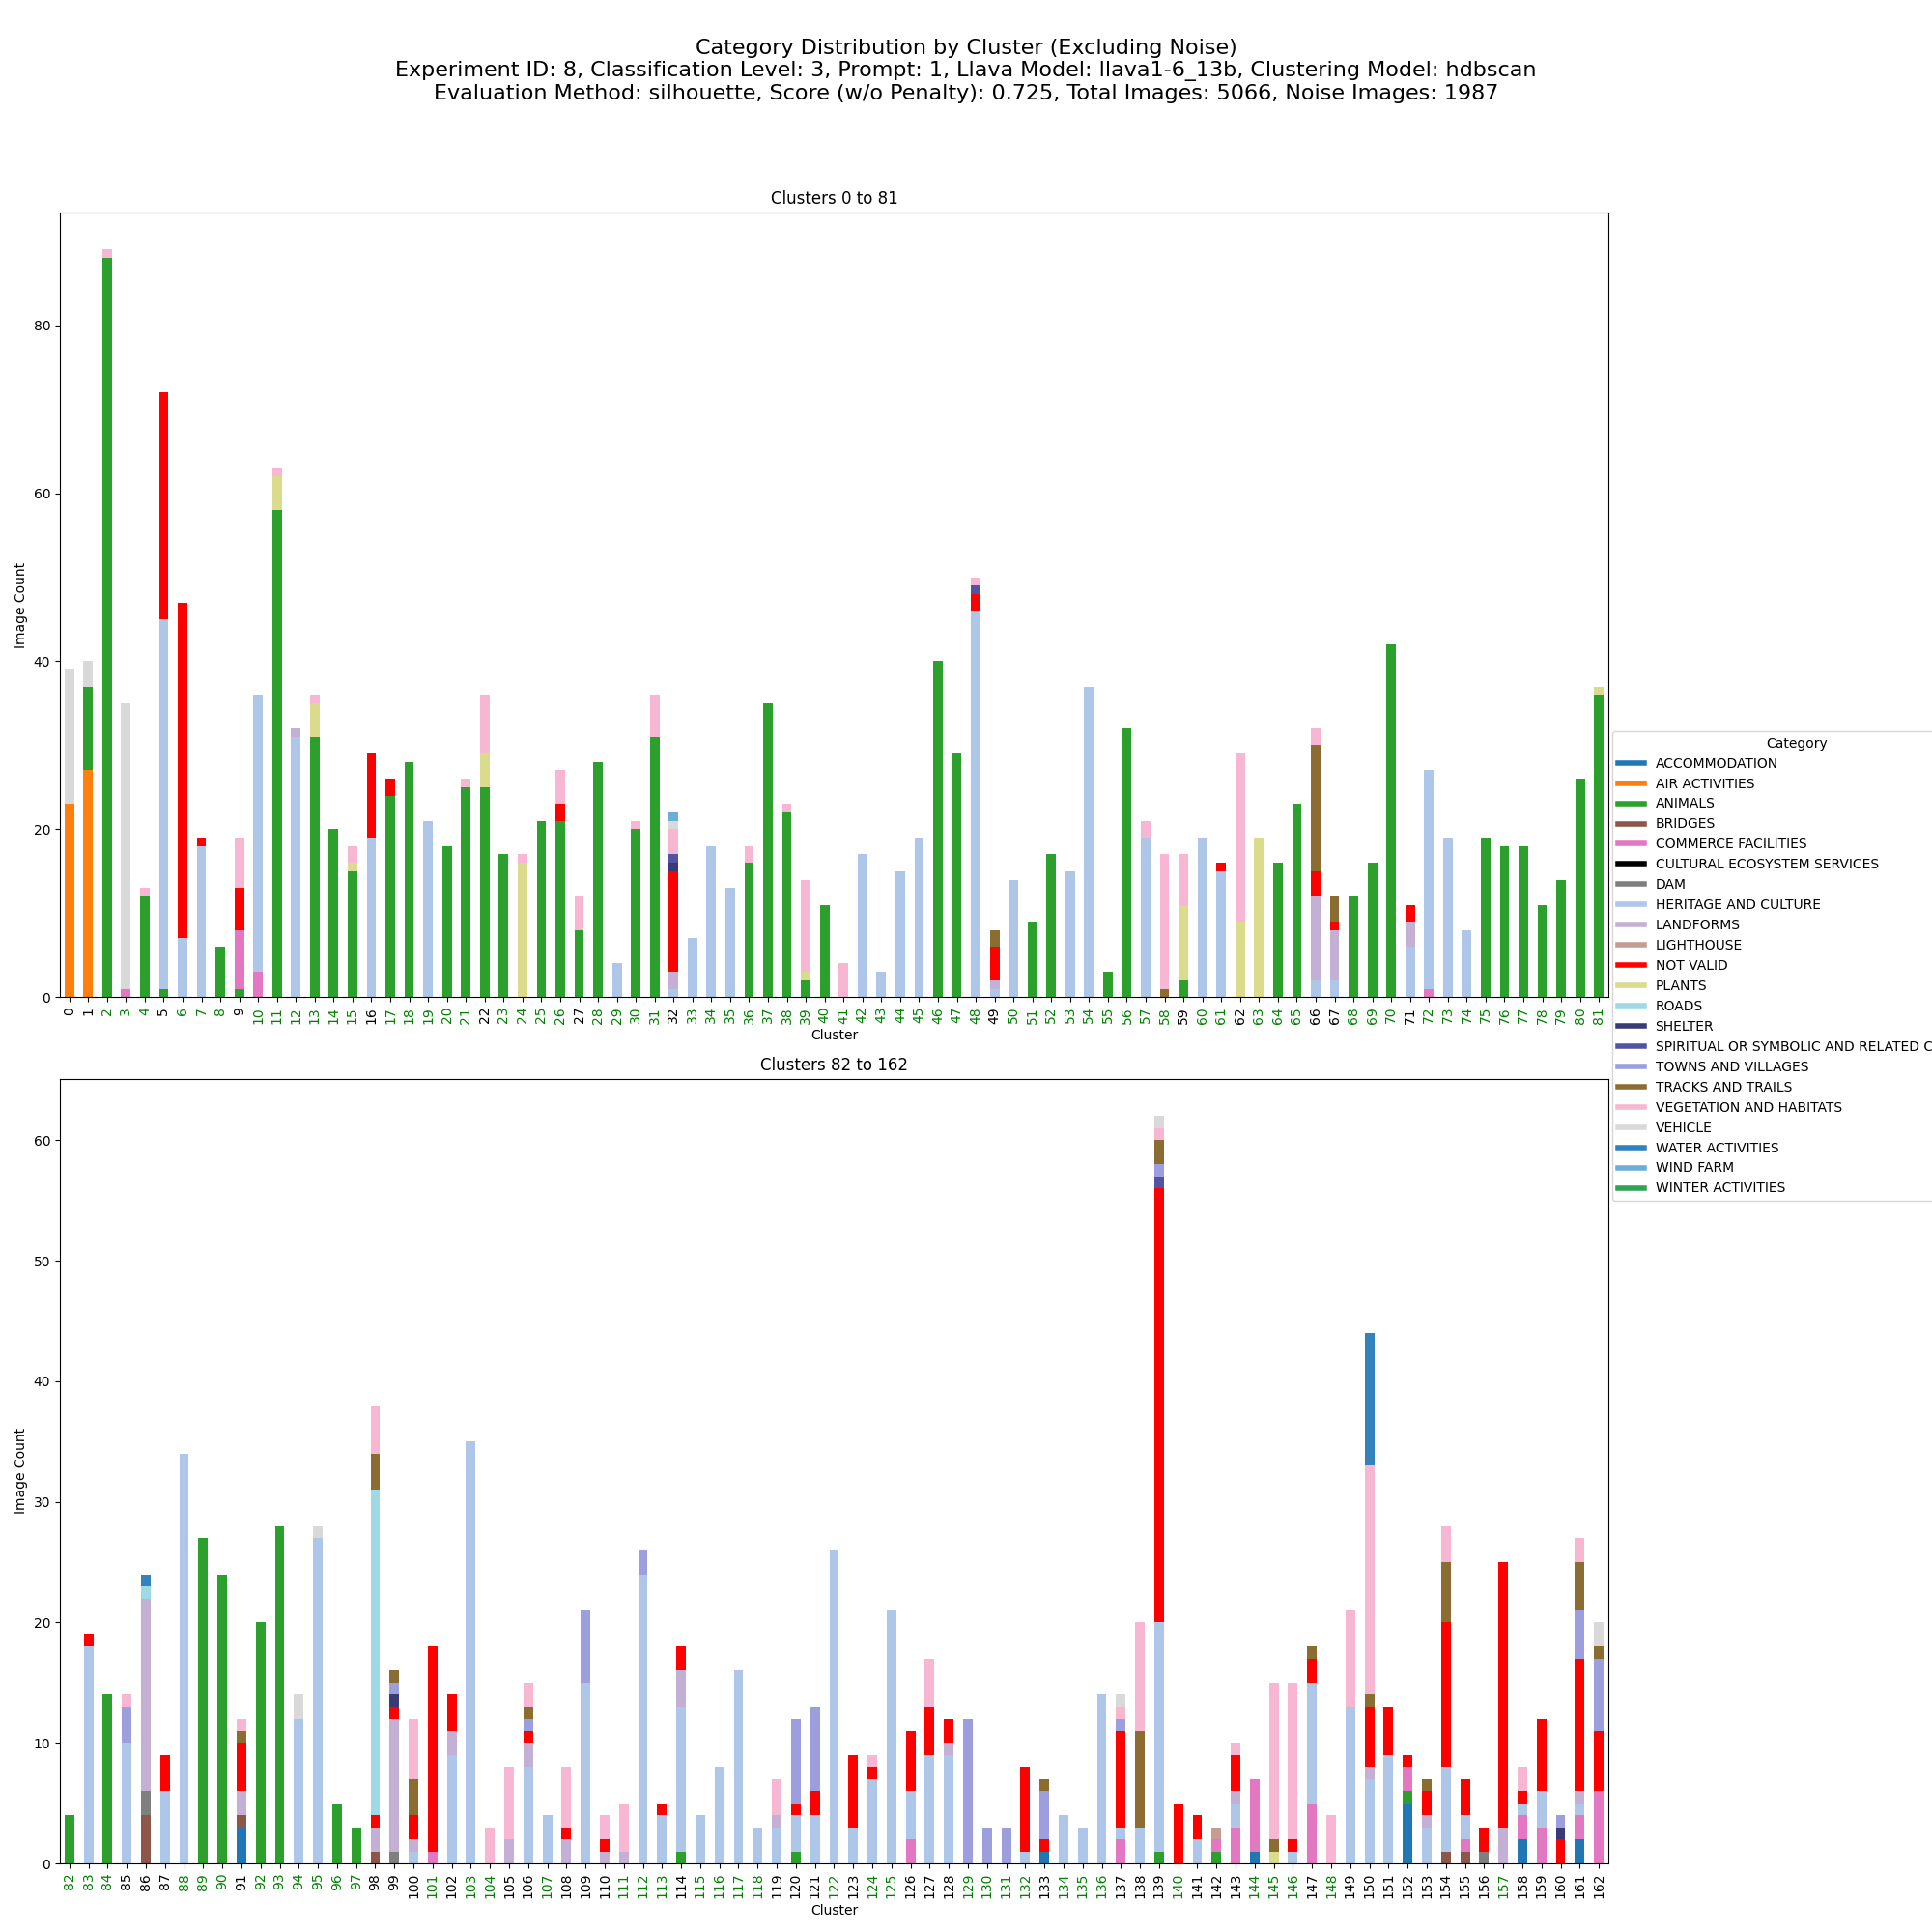 Category Distribution by Cluster (Excluding Noise)
Experiment ID: 8, Classification Level: 3, Prompt: 1, Llava Model: llava1-6_13b, Clustering Model: hdbscan
Evaluation Method: silhouette, Score (w/o Penalty): 0.725, Total Images: 5066, Noise Images: 1987
Clusters 0 to 81
80
60
40
20
0
Image Count
0 1 2 3 4 5 6 7 8 9 10 11 12 13 14 15 16 17 18 19 20 21 22 23 24 25 26 27 28 29 30 31 32 33 34 35 36 37 38 39 40 41 42 43 44 45 46 47 48 49 50 51 52 53 54 55 56 57 58 59 60 61 62 63 64 65 66 67 68 69 70 71 72 73 74 75 76 77 78 79 80 81
Cluster
Category
ACCOMMODATION
AIR ACTIVITIES
ANIMALS
BRIDGES
COMMERCE FACILITIES
CULTURAL ECOSYSTEM SERVICES
DAM
HERITAGE AND CULTURE
LANDFORMS
LIGHTHOUSE
NOT VALID
PLANTS
ROADS
SHELTER
SPIRITUAL OR SYMBOLIC AND RELATED C
TOWNS AND VILLAGES
TRACKS AND TRAILS
VEGETATION AND HABITATS
VEHICLE
WATER ACTIVITIES
WIND FARM
WINTER ACTIVITIES
Clusters 82 to 162
60
50
40
30
20
10
0
Image Count
82 83 84 85 86 87 88 89 90 91 92 93 94 95 96 97 98 99 100 101 102 103 104 105 106 107 108 109 110 111 112 113 114 115 116 117 118 119 120 121 122 123 124 125 126 127 128 129 130 131 132 133 134 135 136 137 138 139 140 141 142 143 144 145 146 147 148 149 150 151 152 153 154 155 156 157 158 159 160 161 162
Cluster